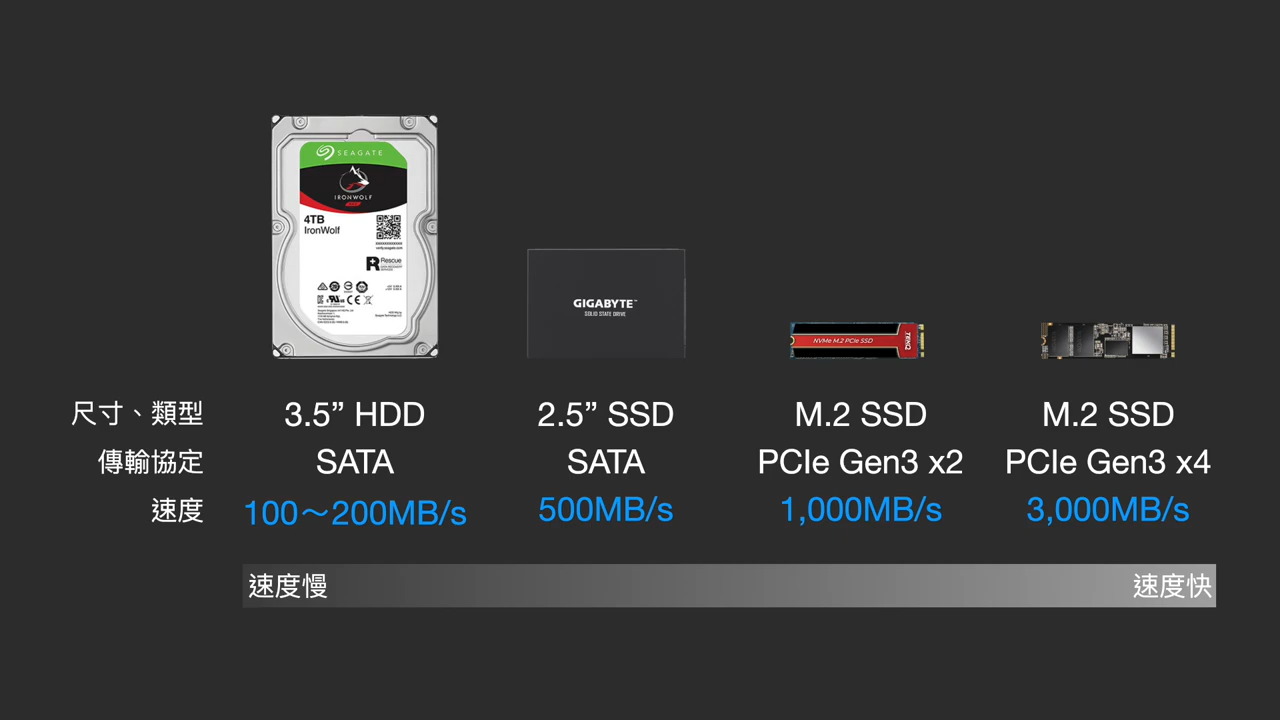 SEAGATE
IRONWOLF
4TB
IronWolf
Rescue
GIGABYTE™
SOLID STATE DRIVE
NVMe M.2 PCIe SSD
尺寸、類型 3.5” HDD 2.5” SSD M.2 SSD M.2 SSD
傳輸協定 SATA SATA PCIe Gen3 x2 PCIe Gen3 x4
速度 100～200MB/s 500MB/s 1,000MB/s 3,000MB/s
速度慢 速度快